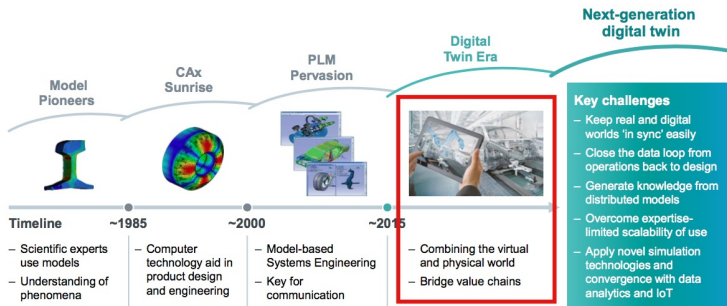 Next-generation
digital twin
Digital
Twin Era
PLM
Pervasion
CAx
Sunrise
Model
Pioneers
Key challenges
– Keep real and digital
worlds 'in sync' easily
– Close the data loop from
operations back to design
– Generate knowledge from
distributed models
– Overcome expertise-
limited scalability of use
– Apply novel simulation
technologies and
convergence with data
analytics and IoT
Timeline
~1985
~2000
~2015
– Scientific experts
use models
– Understanding of
phenomena
– Computer
technology aid in
product design
and engineering
– Model-based
Systems Engineering
– Key for
communication
– Combining the virtual
and physical world
– Bridge value chains